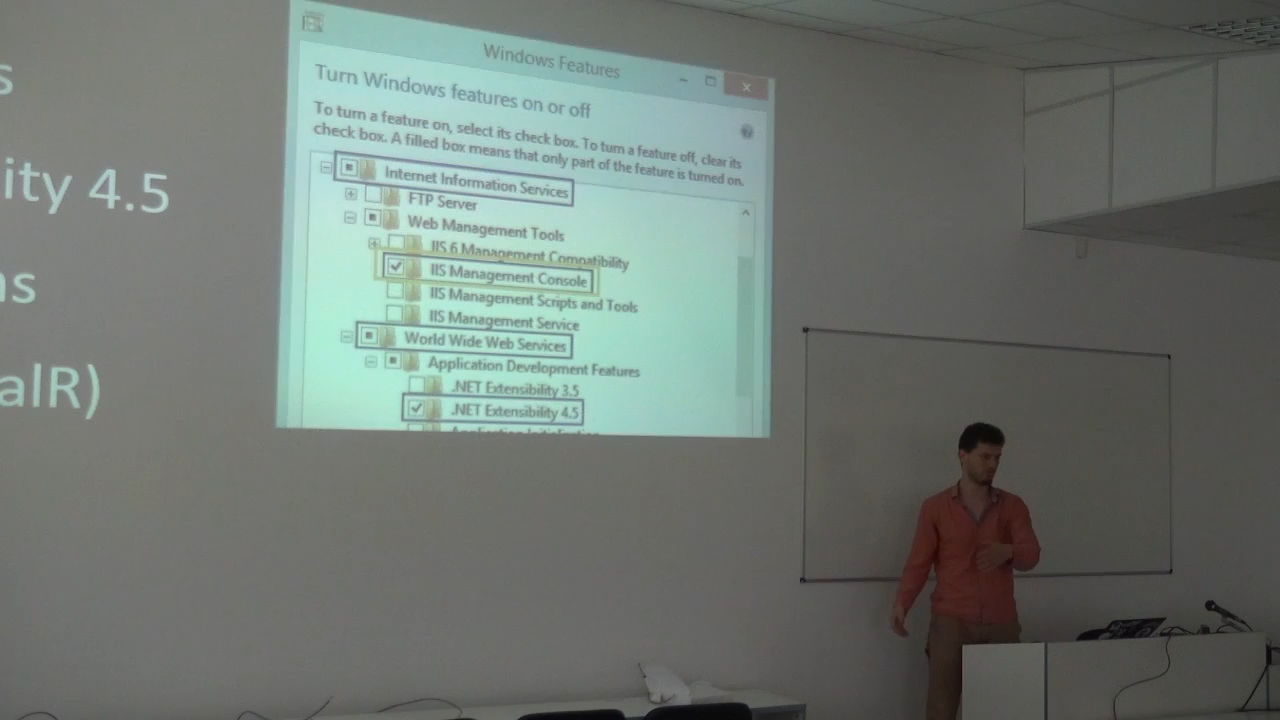 s
ity 4.5
ns
alR)
Windows Features
Turn Windows features on or off
To turn a feature on, select its check box. To turn a feature off, clear its
check box. A filled box means that only part of the feature is turned on.
Internet Information Services
FTP Server
Web Management Tools
IIS 6 Management Compatibility
IIS Management Console
IIS Management Scripts and Tools
IIS Management Service
World Wide Web Services
Application Development Features
.NET Extensibility 3.5
.NET Extensibility 4.5
Application Initialization